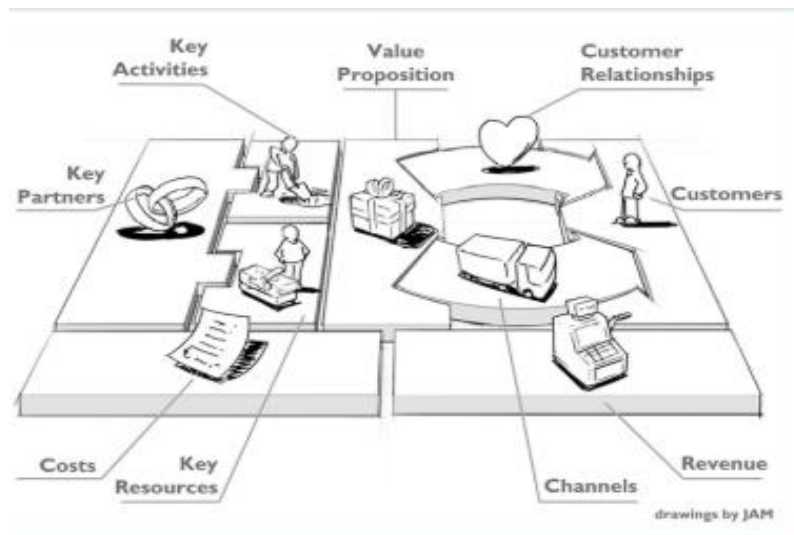 Key
Activities
Value
Proposition
Customer
Relationships
Key
Partners
Customers
Costs
Key
Resources
Channels
Revenue
drawings by JAM